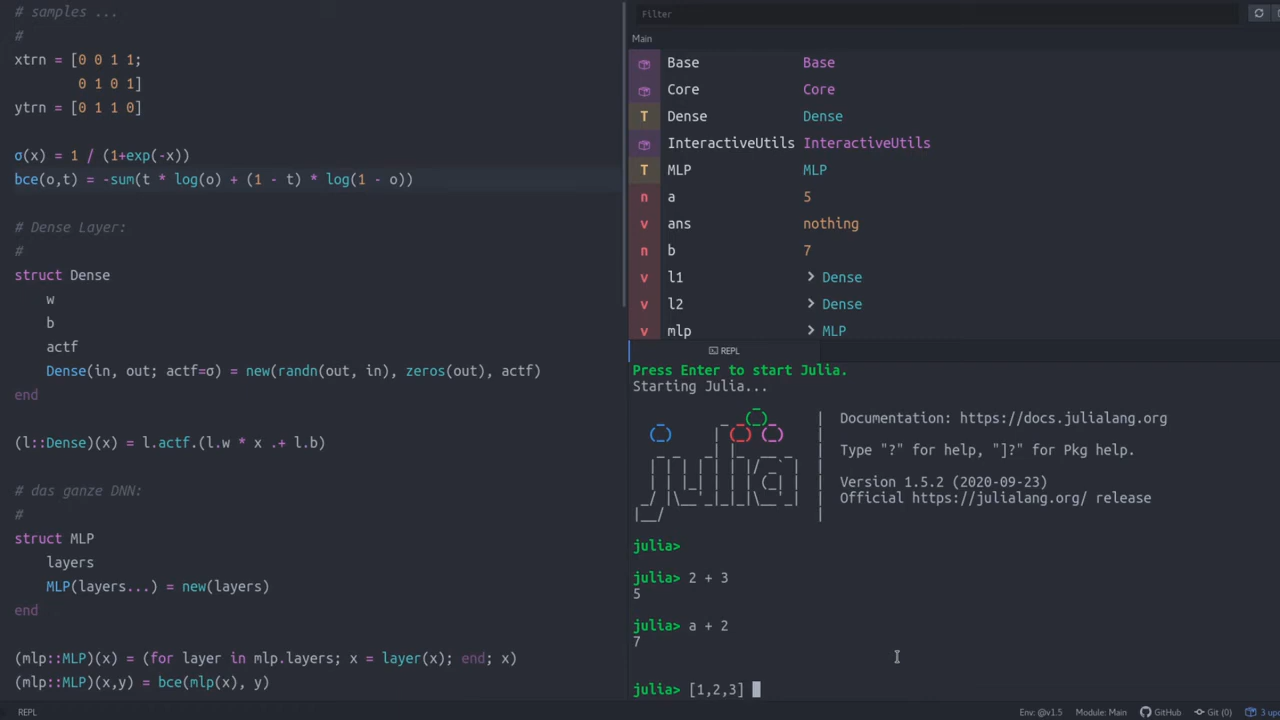 # samples ...
#
xtrn = [0 0 1 1;
        0 1 0 1]
ytrn = [0 1 1 0]
σ(x) = 1 / (1+exp(-x))
bce(o,t) = -sum(t * log(o) + (1 - t) * log(1 - o))
# Dense Layer:
#
struct Dense
    w
    b
    actf
    Dense(in, out; actf=σ) = new(randn(out, in), zeros(out), actf)
end
(l::Dense)(x) = l.actf.(l.w * x .+ l.b)
# das ganze DNN:
#
struct MLP
    layers
    MLP(layers...) = new(layers)
end
(mlp::MLP)(x) = (for layer in mlp.layers; x = layer(x); end; x)
(mlp::MLP)(x,y) = bce(mlp(x), y)
Filter
Main
Base Base
Core Core
T Dense Dense
InteractiveUtils InteractiveUtils
T MLP MLP
n a 5
v ans nothing
n b 7
v l1 > Dense
v l2 > Dense
v mlp > MLP
REPL
Press Enter to start Julia.
Starting Julia...
julia
Documentation: https://docs.julialang.org
Type "?" for help, "]?" for Pkg help.
Version 1.5.2 (2020-09-23)
Official https://julialang.org/ release
julia>
julia> 2 + 3
5
julia> a + 2
7
julia> [1,2,3]
REPL Env: @v1.5 Module: Main GitHub Git (0) 3 up